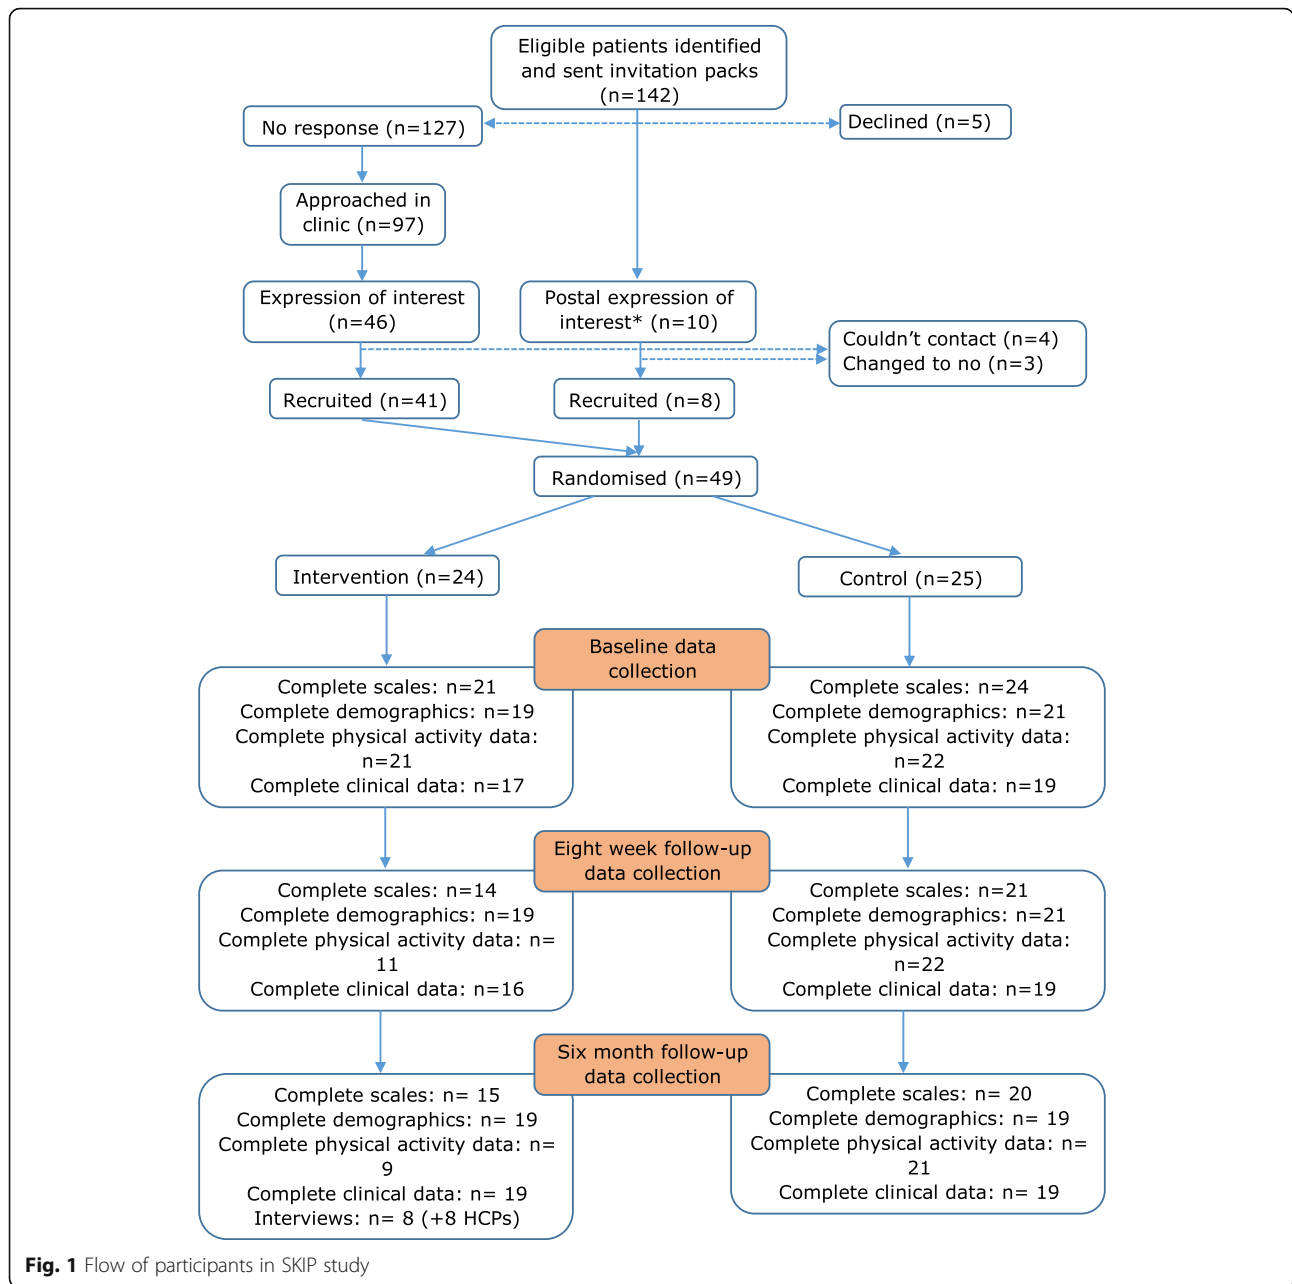 Eligible patients identified
and sent invitation packs
(n=142)
No response (n=127)
Declined (n=5)
Approached in
clinic (n=97)
Expression of interest
(n=46)
Postal expression of
interest* (n=10)
Couldn't contact (n=4)
Changed to no (n=3)
Recruited (n=41)
Recruited (n=8)
Randomised (n=49)
Intervention (n=24)
Control (n=25)
Baseline data
collection
Complete scales: n=21
Complete demographics: n=19
Complete physical activity data:
n=21
Complete clinical data: n=17
Complete scales: n=24
Complete demographics: n=21
Complete physical activity data:
n=22
Complete clinical data: n=19
Eight week follow-up
data collection
Complete scales: n=14
Complete demographics: n=19
Complete physical activity data: n=
11
Complete clinical data: n=16
Complete scales: n=21
Complete demographics: n=21
Complete physical activity data:
n=22
Complete clinical data: n=19
Six month follow-up
data collection
Complete scales: n= 15
Complete demographics: n= 19
Complete physical activity data: n=
9
Complete clinical data: n= 19
Interviews: n= 8 (+8 HCPs)
Complete scales: n= 20
Complete demographics: n= 19
Complete physical activity data: n=
21
Complete clinical data: n= 19
Fig. 1 Flow of participants in SKIP study